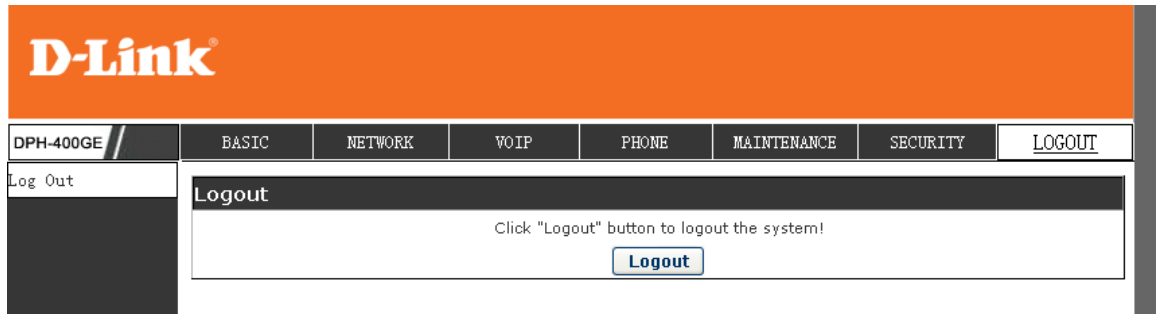 D-Link®
DPH-400GE BASIC NETWORK VOIP PHONE MAINTENANCE SECURITY LOGOUT
Log Out
Logout
Click "Logout" button to logout the system!
Logout